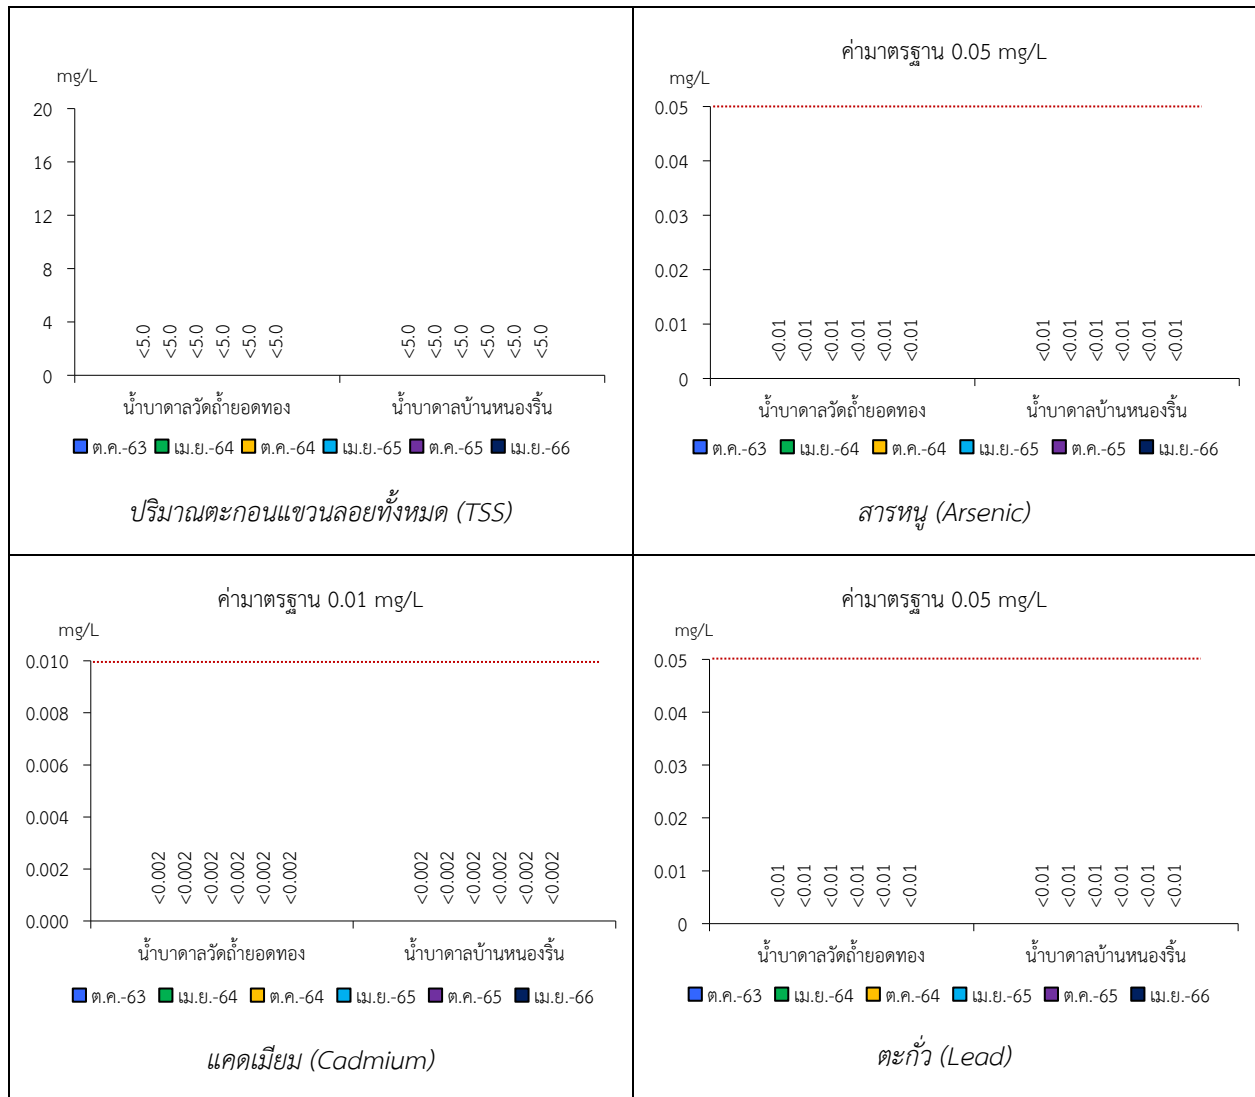 mg/L
20
16
12
8
4
0
<5.0 <5.0 <5.0 <5.0 <5.0 <5.0 <5.0 <5.0 <5.0 <5.0 <5.0 <5.0
น้ำบาดาลวัดถ้ำยอดทอง น้ำบาดาลบ้านหนองริ้น
ต.ค.-63 เม.ย.-64 ต.ค.-64 เม.ย.-65 ต.ค.-65 เม.ย.-66
ปริมาณตะกอนแขวนลอยทั้งหมด (TSS)
ค่ามาตรฐาน 0.05 mg/L
mg/L
0.05
0.04
0.03
0.02
0.01
0
<0.01 <0.01 <0.01 <0.01 <0.01 <0.01 <0.01 <0.01 <0.01 <0.01 <0.01 <0.01
น้ำบาดาลวัดถ้ำยอดทอง น้ำบาดาลบ้านหนองริ้น
ต.ค.-63 เม.ย.-64 ต.ค.-64 เม.ย.-65 ต.ค.-65 เม.ย.-66
สารหนู (Arsenic)
ค่ามาตรฐาน 0.01 mg/L
mg/L
0.010
0.008
0.006
0.004
0.002
0.000
<0.002 <0.002 <0.002 <0.002 <0.002 <0.002 <0.002 <0.002 <0.002 <0.002 <0.002 <0.002
น้ำบาดาลวัดถ้ำยอดทอง น้ำบาดาลบ้านหนองริ้น
ต.ค.-63 เม.ย.-64 ต.ค.-64 เม.ย.-65 ต.ค.-65 เม.ย.-66
แคดเมียม (Cadmium)
ค่ามาตรฐาน 0.05 mg/L
mg/L
0.05
0.04
0.03
0.02
0.01
0
<0.01 <0.01 <0.01 <0.01 <0.01 <0.01 <0.01 <0.01 <0.01 <0.01 <0.01 <0.01
น้ำบาดาลวัดถ้ำยอดทอง น้ำบาดาลบ้านหนองริ้น
ต.ค.-63 เม.ย.-64 ต.ค.-64 เม.ย.-65 ต.ค.-65 เม.ย.-66
ตะกั่ว (Lead)